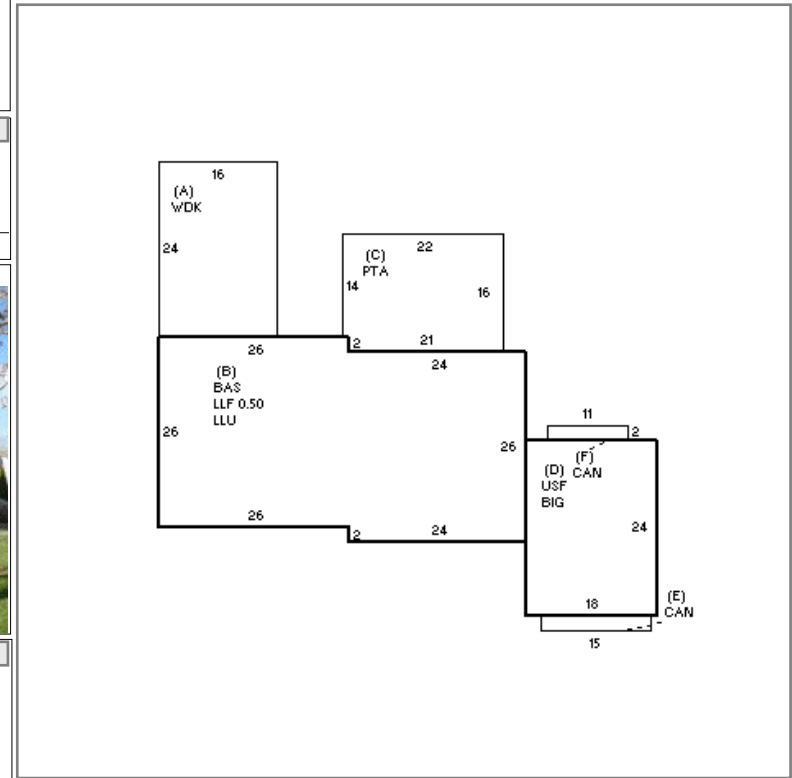 16
(A)
WDK
24
22
(C)
PTA
14
16
2
21
26
24
(B)
BAS
LLF 0.50
LLU
26
26
11
2
(F)
CAN
(D)
USF
BIG
24
26
2
24
18
(E)
CAN
15